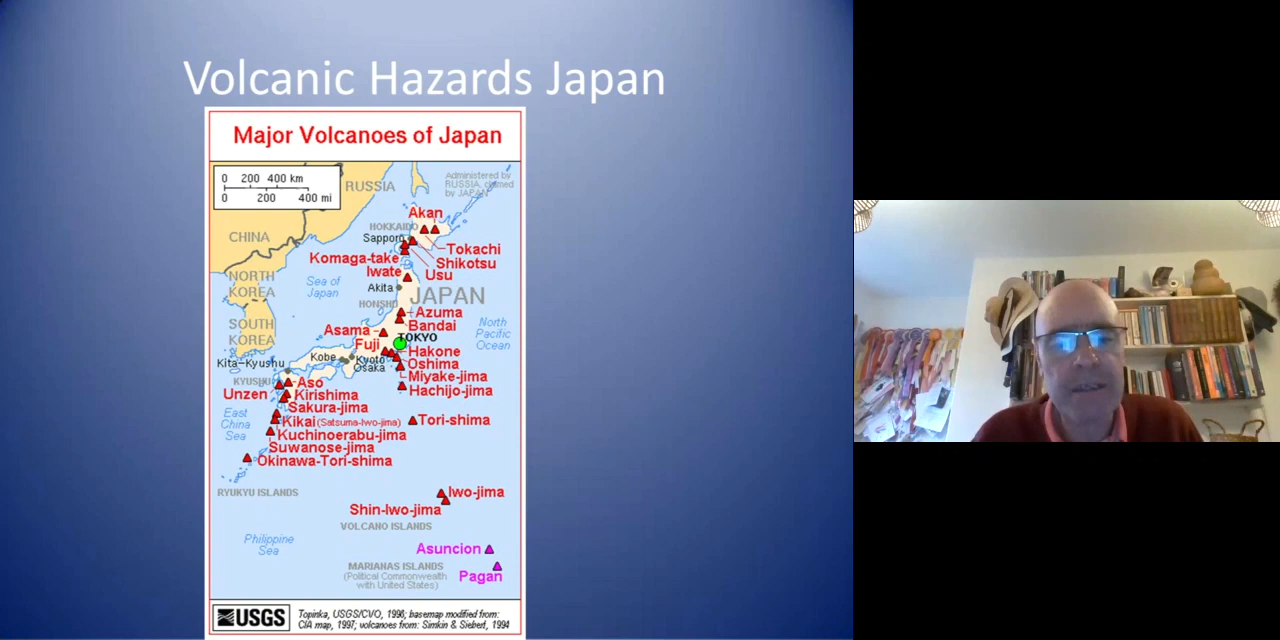 Volcanic Hazards Japan
Major Volcanoes of Japan
0 200 400 km
0 200 400 mi
RUSSIA
Administered by
RUSSIA, claimed
by JAPAN
CHINA
Akan
HOKKAIDO
Sapporo
Tokachi
Komaga-take
Shikotsu
Iwate
Usu
NORTH
KOREA
Sea of
Japan
Akita
JAPAN
HONSHU
Azuma
SOUTH
KOREA
Asama
Bandai
North
Pacific
Ocean
TOKYO
Fuji
Kita-Kyushu
Kobe
Kyoto
Osaka
Hakone
Oshima
Miyake-jima
KYUSHU
Aso
Hachijo-jima
Unzen
Kirishima
Sakura-jima
East
China
Sea
Kikai (Satsuma-Iwo-jima)
Tori-shima
Kuchinoerabu-jima
Suwanose-jima
Okinawa-Tori-shima
RYUKYU ISLANDS
Iwo-jima
Shin-Iwo-jima
VOLCANO ISLANDS
Philippine
Sea
Asuncion
MARIANAS ISLANDS
(Political Commonwealth
with United States)
Pagan
USGS
Topinka, USGS/CVO, 1998; basemap modified from:
CIA map, 1997; volcanoes from: Simkin & Siebert, 1994